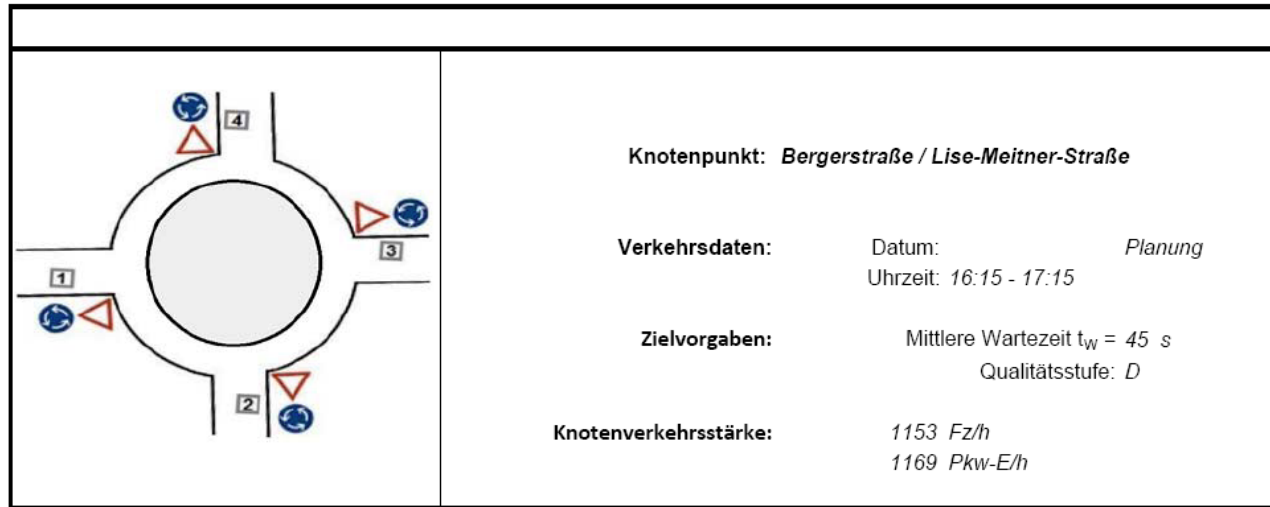 4
3
1
2
Knotenpunkt: Bergerstraße / Lise-Meitner-Straße
Verkehrsdaten: Datum: Planung
Uhrzeit: 16:15 - 17:15
Zielvorgaben: Mittlere Wartezeit tw = 45 s
Qualitätsstufe: D
Knotenverkehrsstärke: 1153 Fz/h
1169 Pkw-E/h